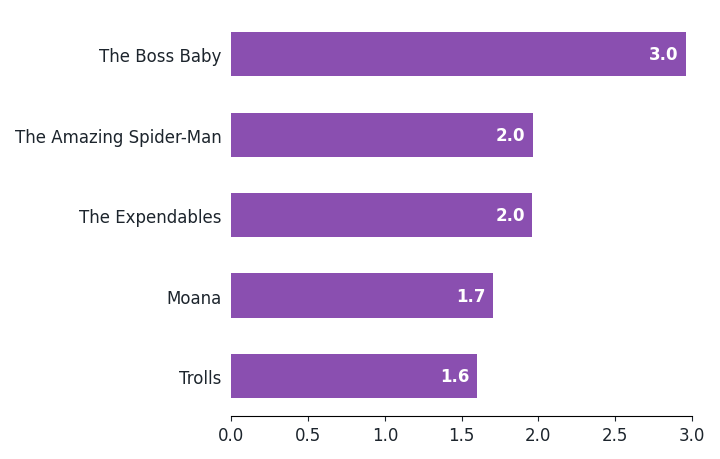 The Boss Baby 3.0
The Amazing Spider-Man 2.0
The Expendables 2.0
Moana 1.7
Trolls 1.6
0.0 0.5 1.0 1.5 2.0 2.5 3.0